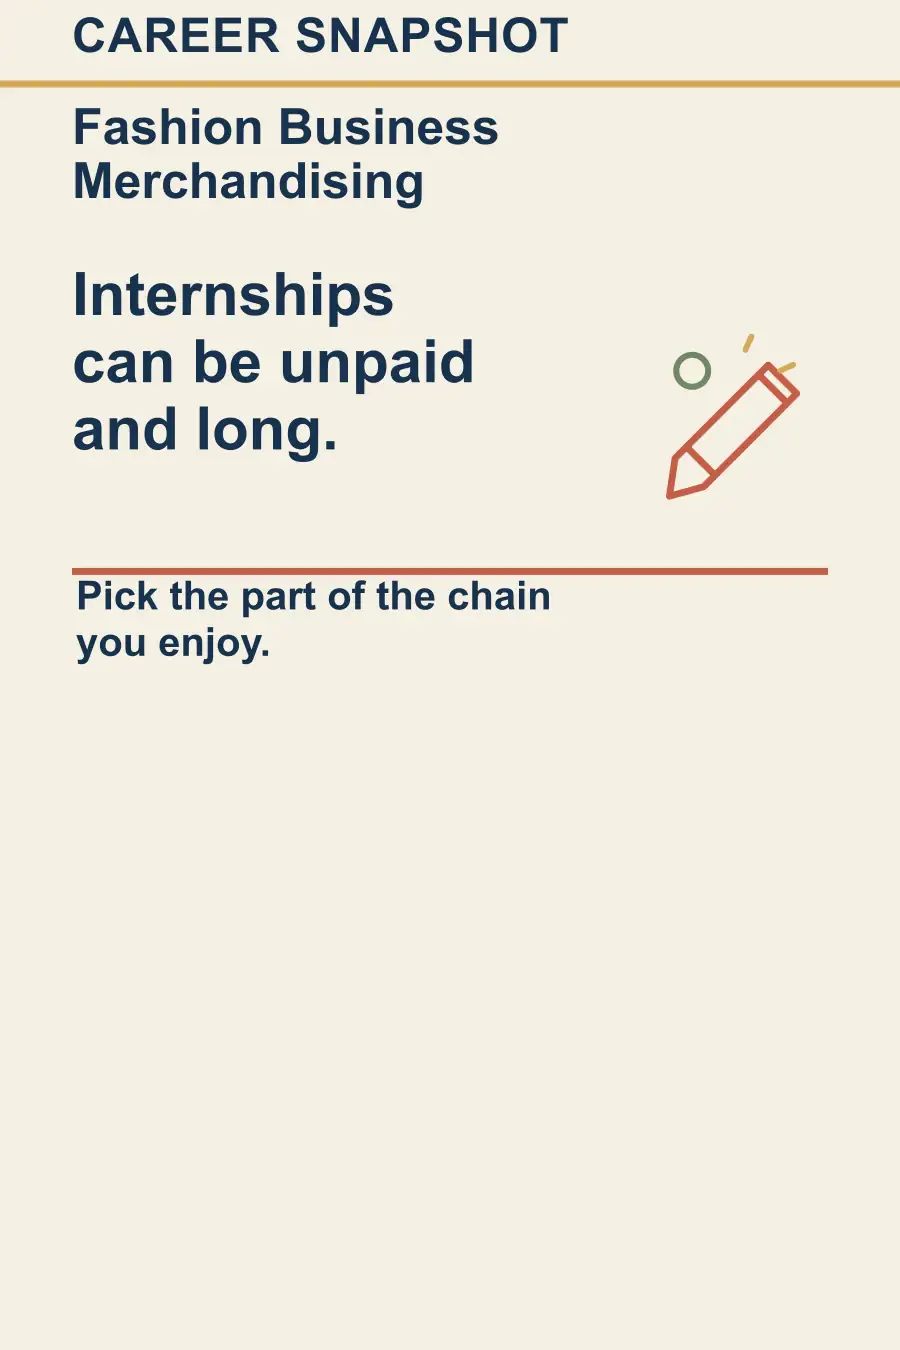 CAREER SNAPSHOT
Fashion Business
Merchandising
Internships
can be unpaid
and long.
Pick the part of the chain
you enjoy.